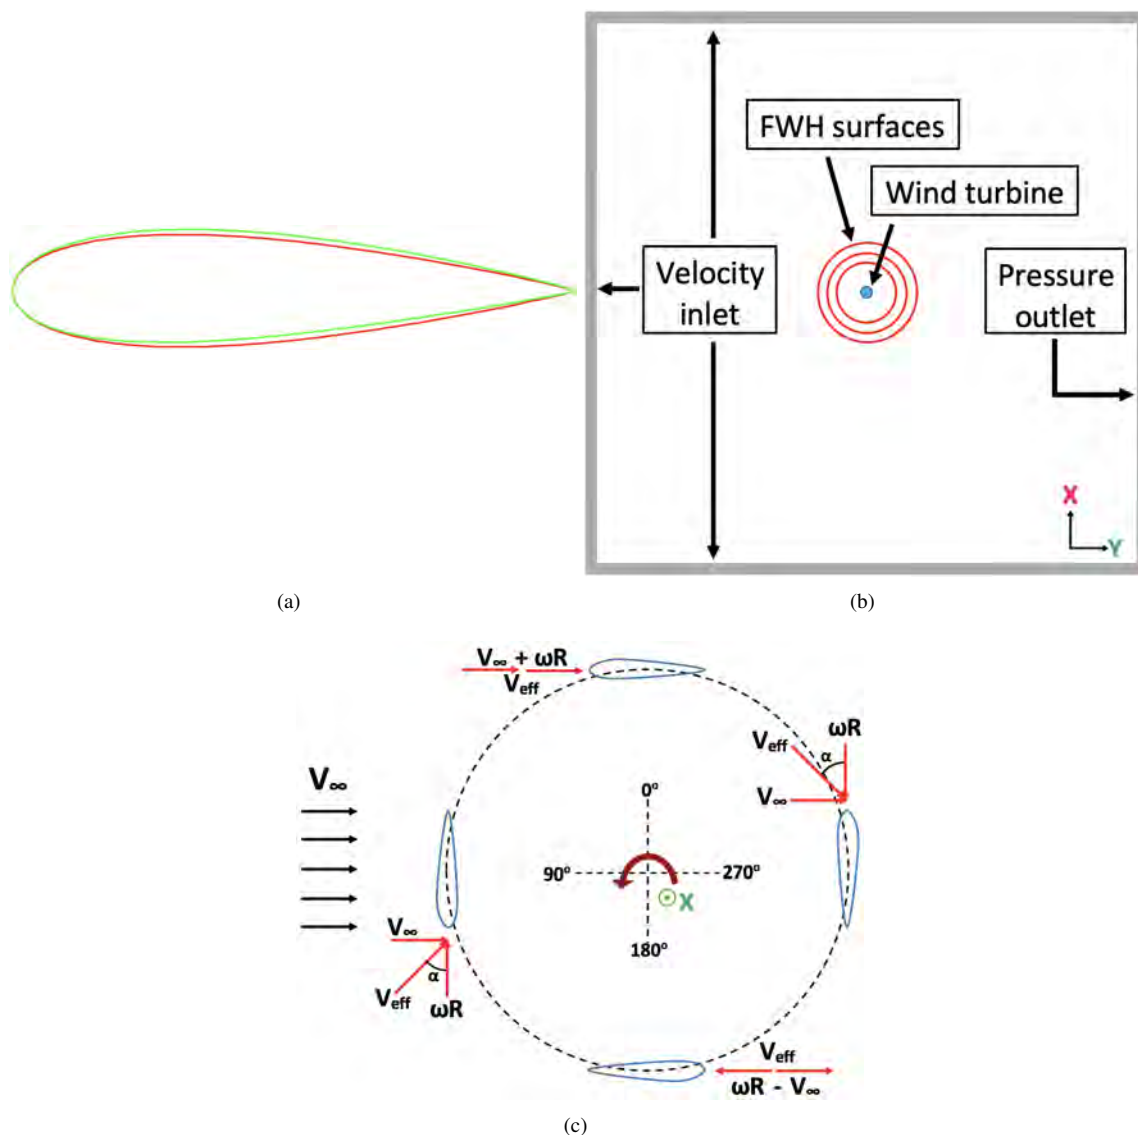 FWH surfaces
Wind turbine
Velocity
inlet
Pressure
outlet
X
Y
(a)
(b)
V∞ + ωR
Veff
ωR
Veff
α
V∞
V∞
0°
90°
270°
X
180°
V∞
α
Veff
ωR
Veff
ωR - V∞
(c)